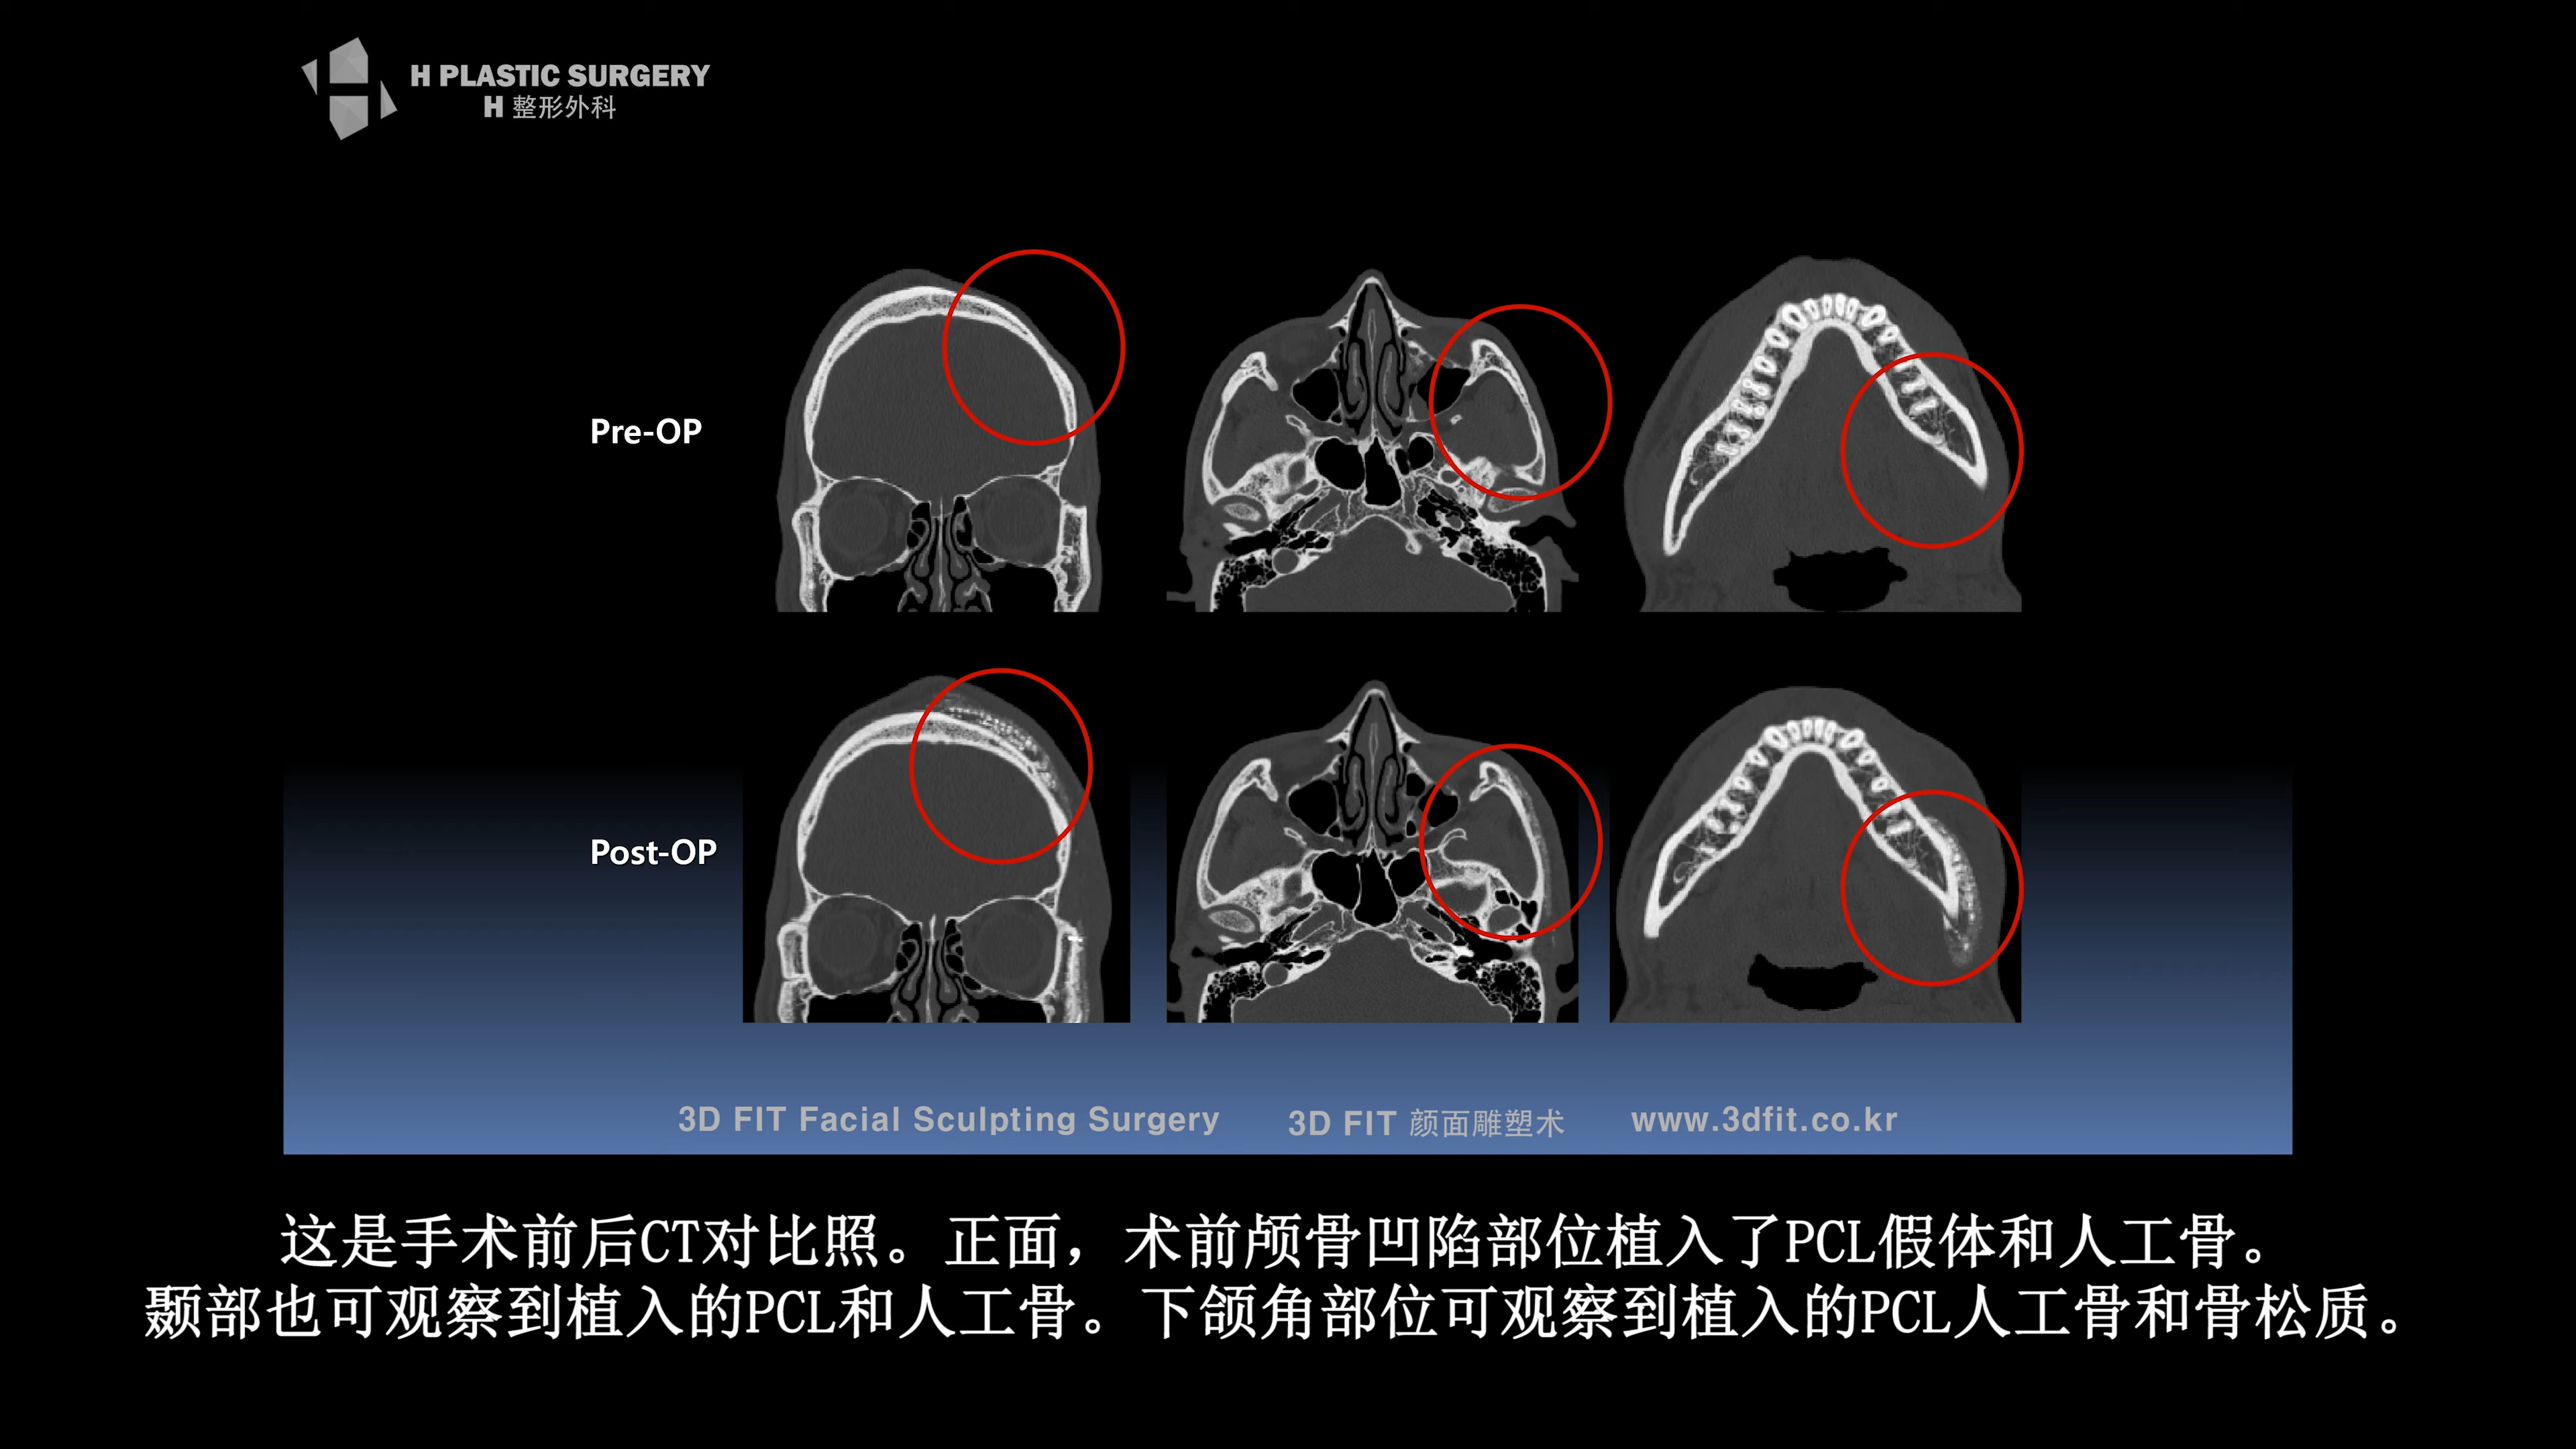 H PLASTIC SURGERY
H 整形外科
Pre-OP
Post-OP
3D FIT Facial Sculpting Surgery 3D FIT 颜面雕塑术 www.3dfit.co.kr
这是手术前后CT对比照。正面，术前颅骨凹陷部位植入了PCL假体和人工骨。
颞部也可观察到植入的PCL和人工骨。下颌角部位可观察到植入的PCL人工骨和骨松质。